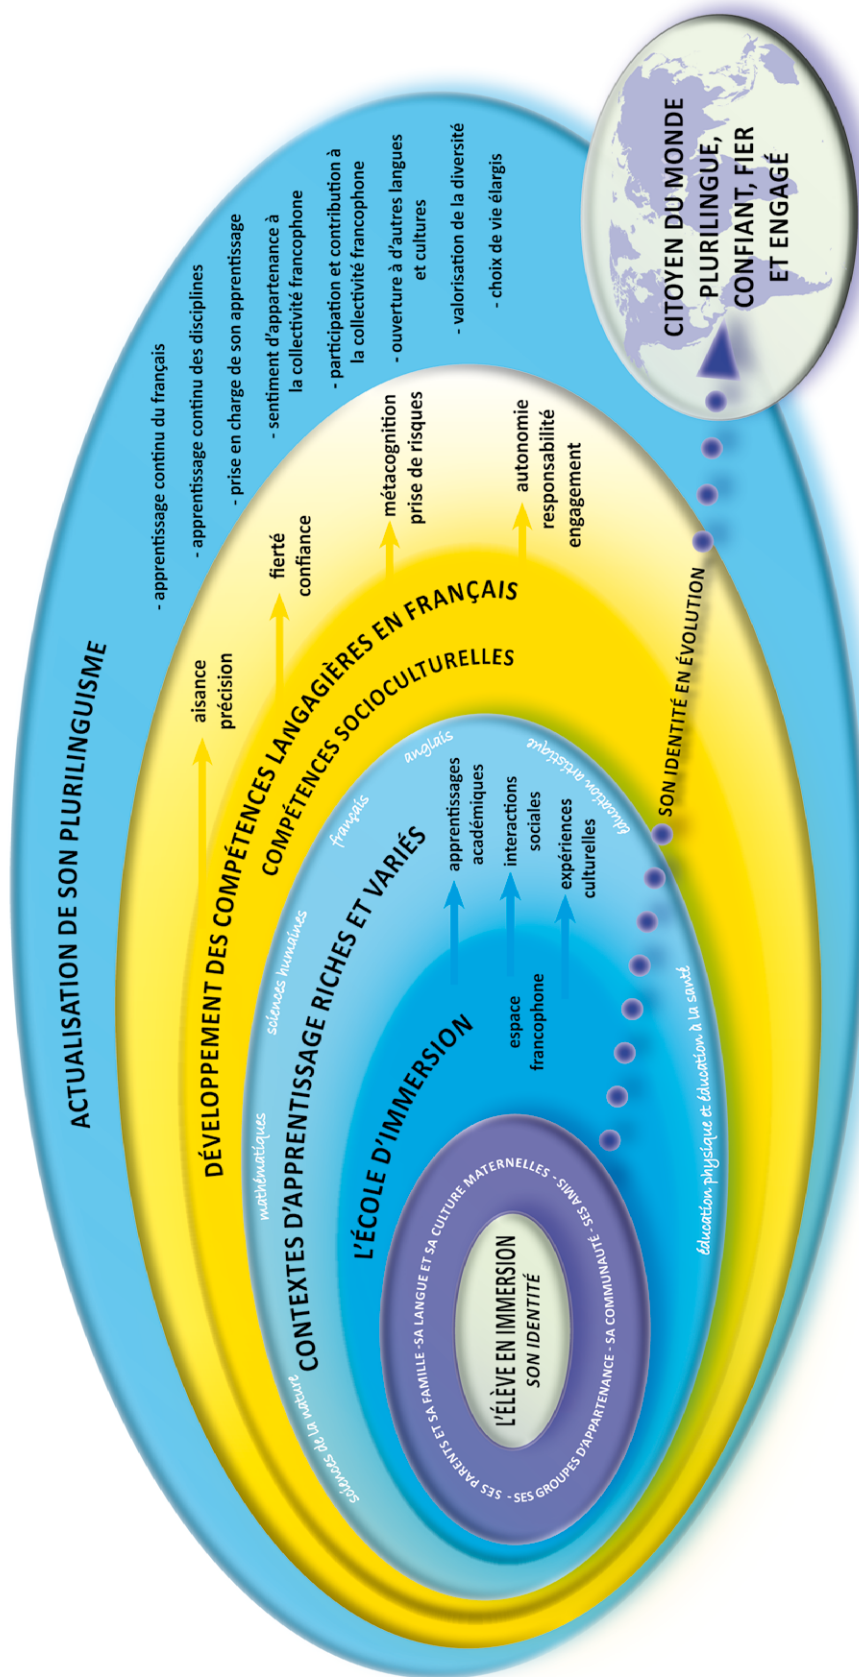 ACTUALISATION DE SON PLURILINGUISME
- apprentissage continu du français
- apprentissage continu des disciplines
- prise en charge de son apprentissage
- sentiment d'appartenance à
la collectivité francophone
- participation et contribution à
la collectivité francophone
- ouverture à d'autres langues
et cultures
- valorisation de la diversité
- choix de vie élargis
DÉVELOPPEMENT DES COMPÉTENCES LANGAGIÈRES EN FRANÇAIS
COMPÉTENCES SOCIOCULTURELLES
aisance
précision
fierté
confiance
métacognition
prise de risques
autonomie
responsabilité
engagement
CONTEXTES D'APPRENTISSAGE RICHES ET VARIÉS
sciences de la nature
mathématiques
sciences humaines
français
anglais
éducation artistique
éducation physique et éducation à la santé
L'ÉCOLE D'IMMERSION
espace
francophone
apprentissages
académiques
interactions
sociales
expériences
culturelles
- SES PARENTS ET SA FAMILLE -SA LANGUE ET SA CULTURE MATERNELLES - SES AMIS
- SES GROUPES D'APPARTENANCE - SA COMMUNAUTÉ
L'ÉLÈVE EN IMMERSION
SON IDENTITÉ
SON IDENTITÉ EN ÉVOLUTION
CITOYEN DU MONDE
PLURILINGUE,
CONFIANT, FIER
ET ENGAGÉ